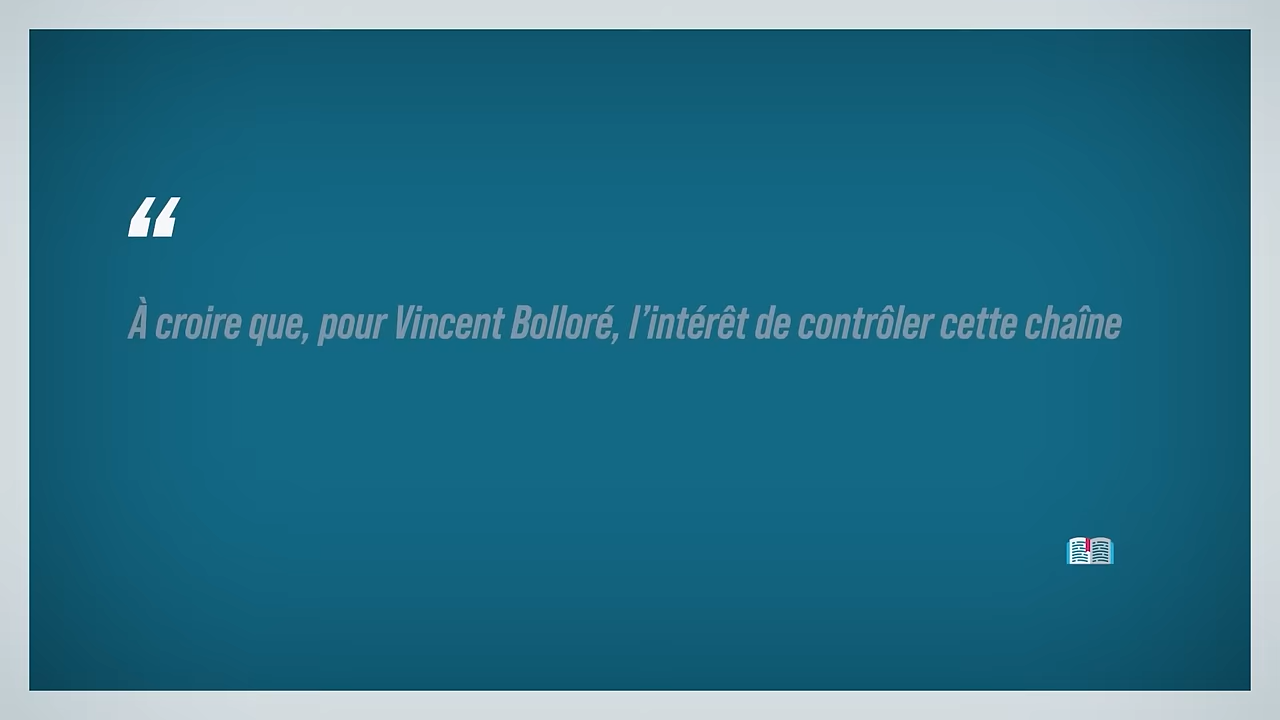 “
À croire que, pour Vincent Bolloré, l’intérêt de contrôler cette chaîne